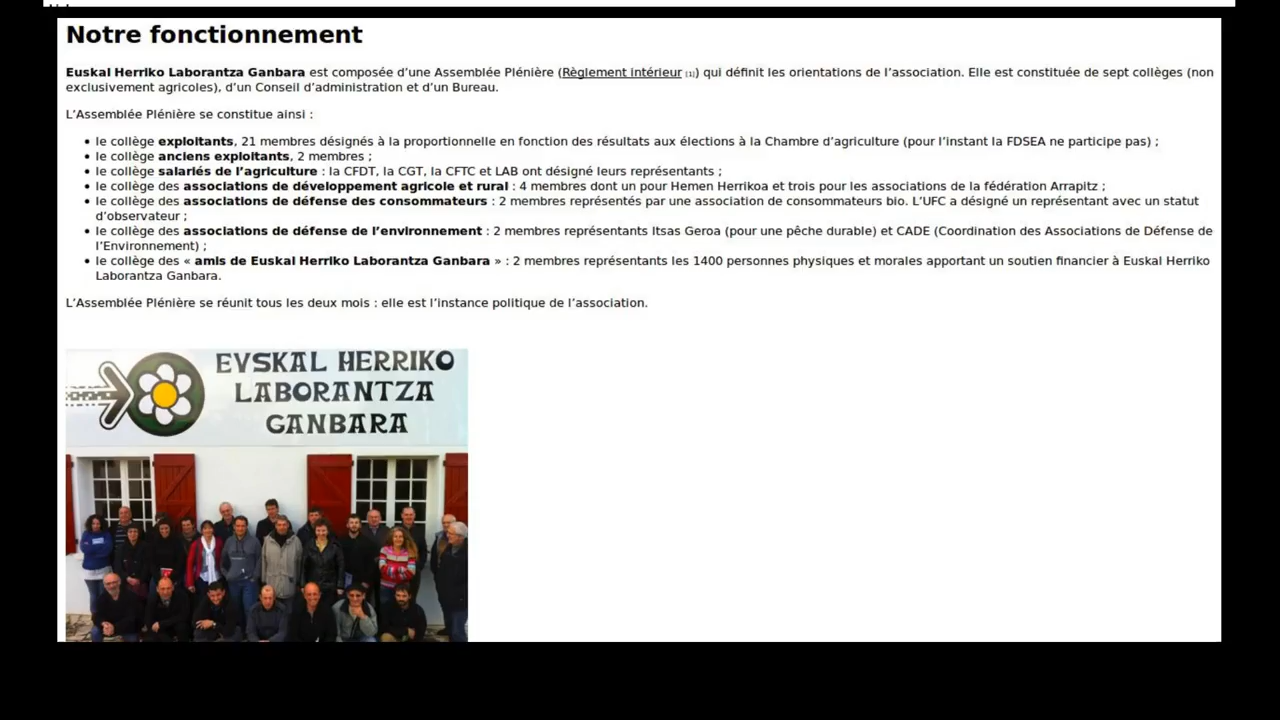 Notre fonctionnement
Euskal Herriko Laborantza Ganbara est composée d’une Assemblée Plénière (Règlement intérieur [1]) qui définit les orientations de l’association. Elle est constituée de sept collèges (non
exclusivement agricoles), d’un Conseil d’administration et d’un Bureau.
L’Assemblée Plénière se constitue ainsi :
• le collège exploitants, 21 membres désignés à la proportionnelle en fonction des résultats aux élections à la Chambre d’agriculture (pour l’instant la FDSEA ne participe pas) ;
• le collège anciens exploitants, 2 membres ;
• le collège salariés de l’agriculture : la CFDT, la CGT, la CFTC et LAB ont désigné leurs représentants ;
• le collège des associations de développement agricole et rural : 4 membres dont un pour Hemen Herrikoa et trois pour les associations de la fédération Arrapitz ;
• le collège des associations de défense des consommateurs : 2 membres représentés par une association de consommateurs bio. L’UFC a désigné un représentant avec un statut
d’observateur ;
• le collège des associations de défense de l’environnement : 2 membres représentants Itsas Geroa (pour une pêche durable) et CADE (Coordination des Associations de Défense de
l’Environnement) ;
• le collège des « amis de Euskal Herriko Laborantza Ganbara » : 2 membres représentants les 1400 personnes physiques et morales apportant un soutien financier à Euskal Herriko
Laborantza Ganbara.
L’Assemblée Plénière se réunit tous les deux mois : elle est l’instance politique de l’association.
EVSKAL HERRIKO
LABORANTZA
GANBARA